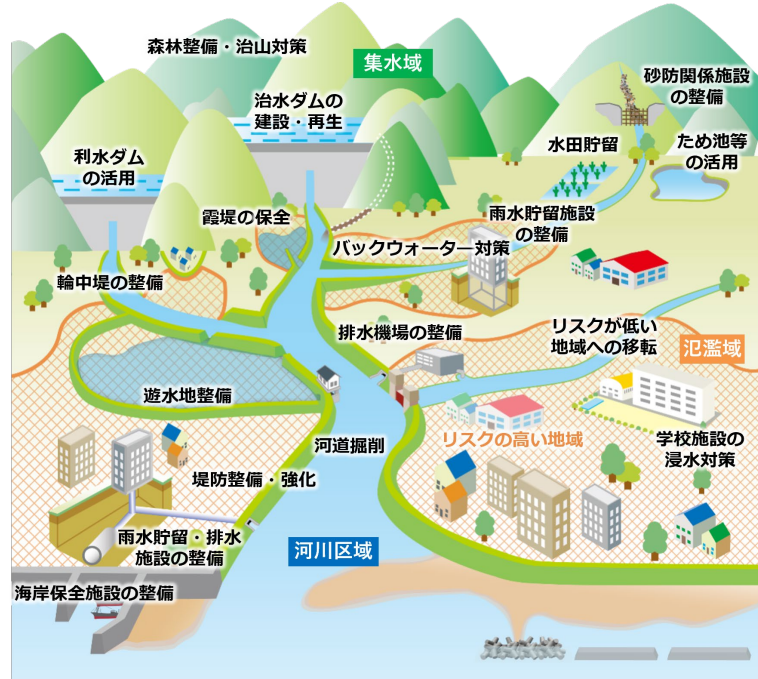 森林整備・治山対策
集水域
砂防関係施設
の整備
治水ダムの
建設・再生
水田貯留
ため池等
の活用
利水ダム
の活用
霞堤の保全
雨水貯留施設
の整備
バックウォーター対策
輪中堤の整備
排水機場の整備
リスクが低い
地域への移転
氾濫域
遊水地整備
河道掘削
リスクの高い地域
学校施設の
浸水対策
堤防整備・強化
雨水貯留・排水
施設の整備
河川区域
海岸保全施設の整備